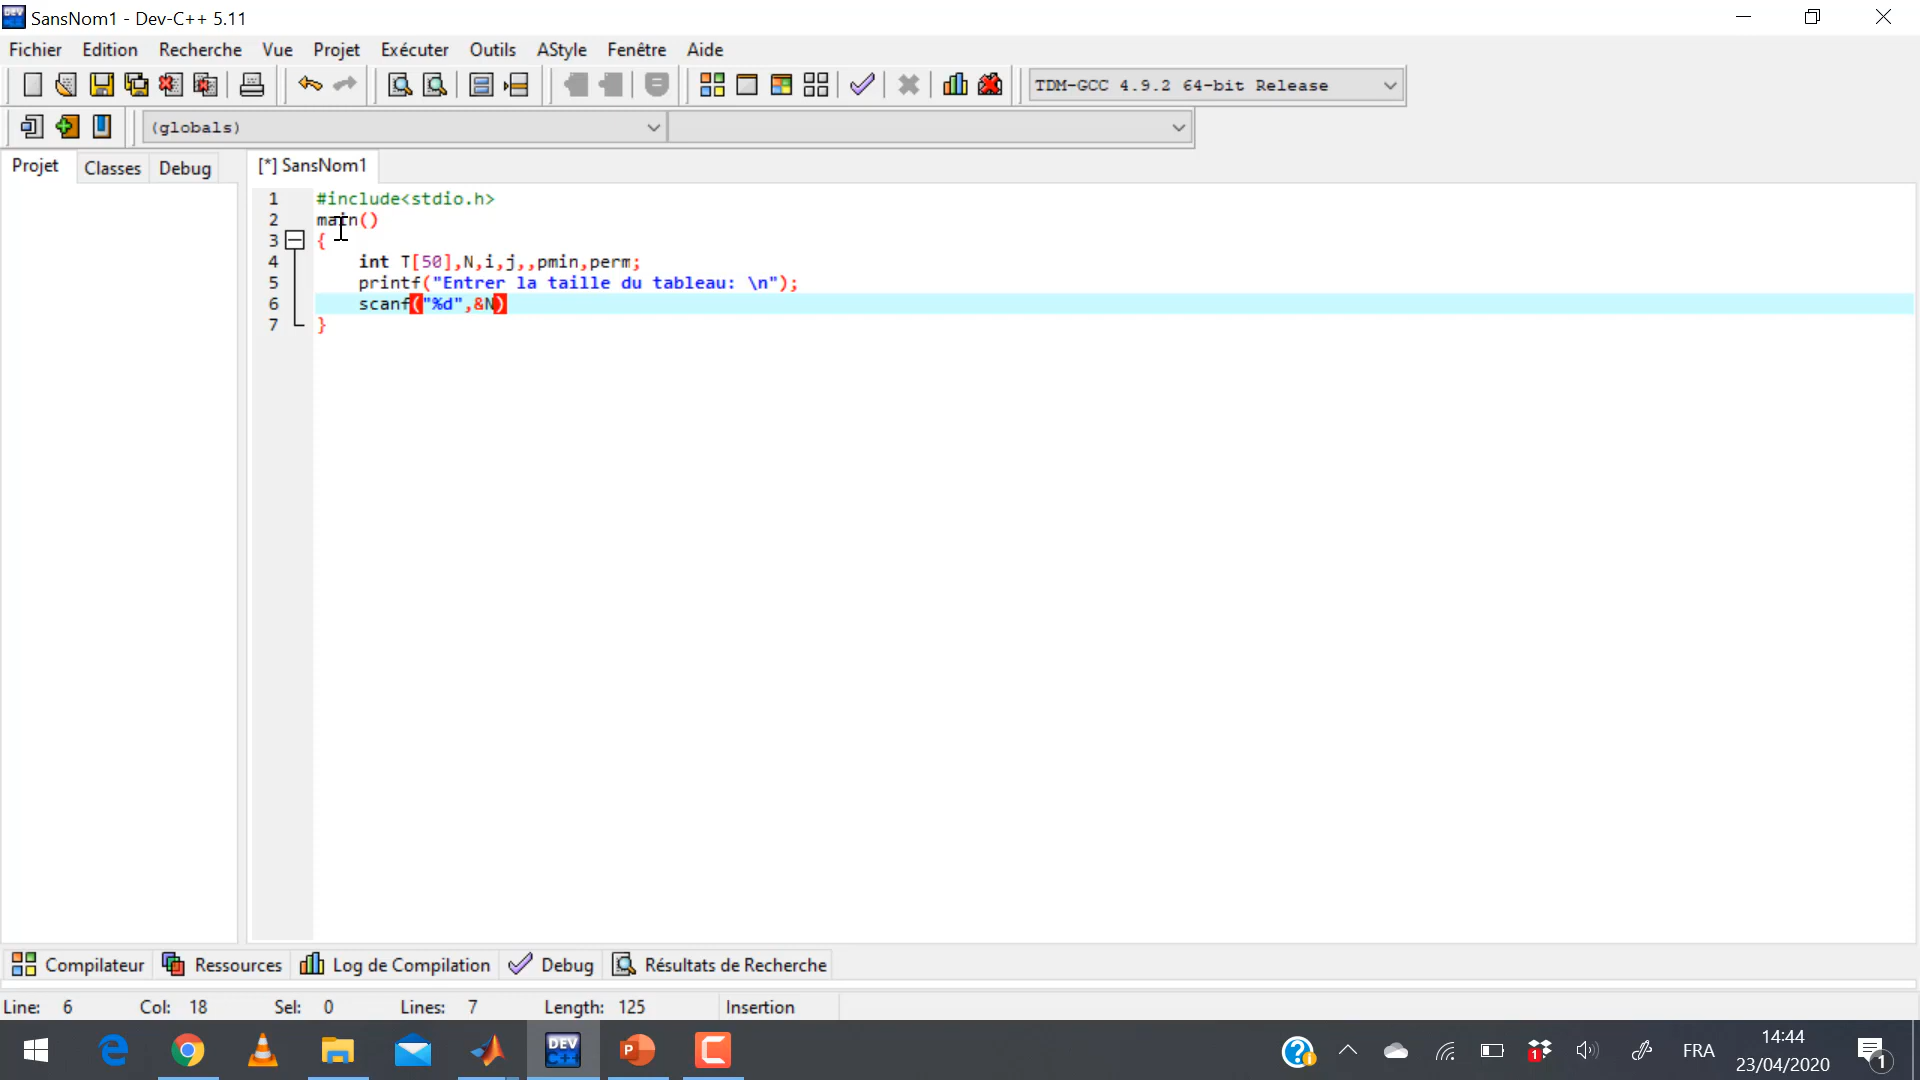 SansNom1 - Dev-C++ 5.11
Fichier Edition Recherche Vue Projet Exécuter Outils AStyle Fenêtre Aide
TDM-GCC 4.9.2 64-bit Release
(globals)
Projet Classes Debug [*] SansNom1
1 #include<stdio.h>
2 main()
3 {
4 int T[50],N,i,j,,pmin,perm;
5 printf("Entrer la taille du tableau: \n");
6 scanf("%d",&N)
7 }
Compilateur Ressources Log de Compilation Debug Résultats de Recherche
Line: 6 Col: 18 Sel: 0 Lines: 7 Length: 125 Insertion
DEV C++ FRA 14:44
23/04/2020 1